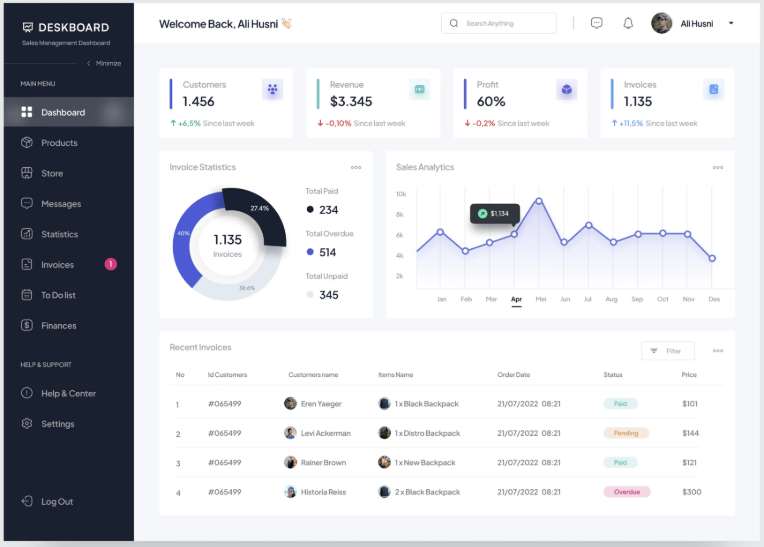 DESKBOARD
Sales Management Dashboard
Minimize
MAIN MENU
Dashboard
Products
Store
Messages
Statistics
Invoices 1
To Do list
Finances
HELP & SUPPORT
Help & Center
Settings
Log Out
Welcome Back, Ali Husni 👋🏻
Search Anything
Ali Husni
Customers
1.456
+6,5% Since last week
Revenue
$3.345
-0,10% Since last week
Profit
60%
-0,2% Since last week
Invoices
1.135
+11,5% Since last week
Invoice Statistics
27.4%
40%
38.6%
1.135
Invoices
Total Paid
234
Total Overdue
514
Total Unpaid
345
Sales Analytics
10k
8k
6k
4k
2k
$1,134
Jan Feb Mar Apr Mei Jun Jul Aug Sep Oct Nov Des
Recent Invoices
Filter
No Id Customers Customers name Items Name Order Date Status Price
1 #065499 Eren Yaeger 1 x Black Backpack 21/07/2022 08:21 Paid $101
2 #065499 Levi Ackerman 1 x Distro Backpack 21/07/2022 08:21 Pending $144
3 #065499 Rainer Brown 1 x New Backpack 21/07/2022 08:21 Paid $121
4 #065499 Historia Reiss 2 x Black Backpack 21/07/2022 08:21 Overdue $300